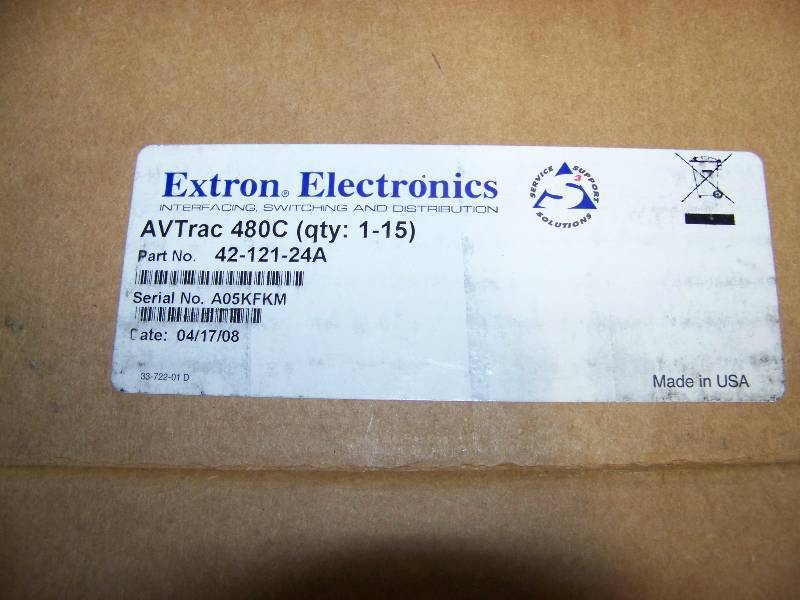 Extron® Electronics
INTERFACING, SWITCHING AND DISTRIBUTION
SERVICE SUPPORT SOLUTIONS
S3
AVTrac 480C (qty: 1-15)
Part No. 42-121-24A
Serial No. A05KFKM
Date: 04/17/08
33-722-01 D
Made in USA